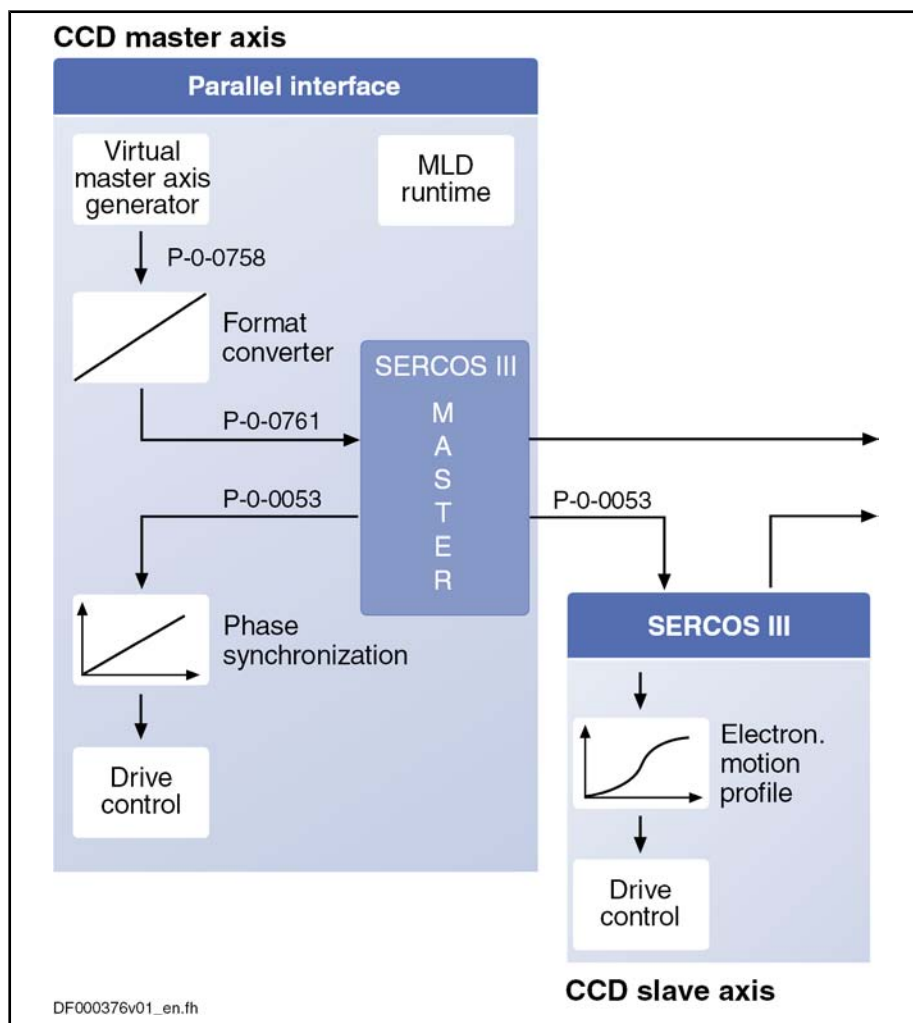 CCD master axis
Parallel interface
Virtual
master axis
generator
MLD
runtime
P-0-0758
Format
converter
SERCOS III
M
A
S
T
E
R
P-0-0761
P-0-0053
P-0-0053
Phase
synchronization
Drive
control
SERCOS III
Electron.
motion
profile
Drive
control
CCD slave axis
DF000376v01_en.fh